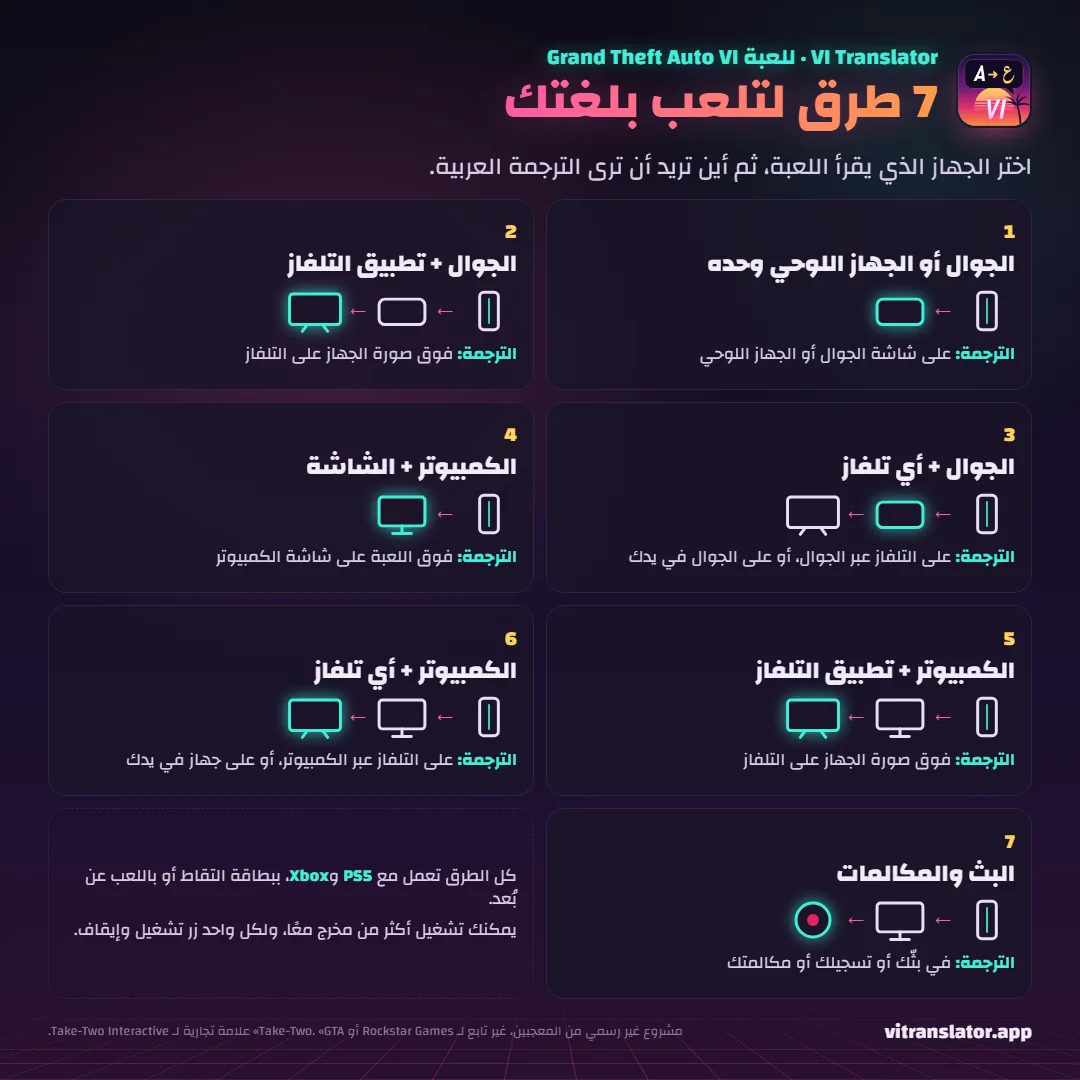 VI Translator · للعبة Grand Theft Auto VI
7 طرق لتلعب بلغتك
A→ع
VI
اختر الجهاز الذي يقرأ اللعبة، ثم أين تريد أن ترى الترجمة العربية.
1
الجوال أو الجهاز اللوحي وحده
الترجمة: على شاشة الجوال أو الجهاز اللوحي
2
الجوال + تطبيق التلفاز
الترجمة: فوق صورة الجهاز على التلفاز
3
الجوال + أي تلفاز
الترجمة: على التلفاز عبر الجوال، أو على الجوال في يدك
4
الكمبيوتر + الشاشة
الترجمة: فوق اللعبة على شاشة الكمبيوتر
5
الكمبيوتر + تطبيق التلفاز
الترجمة: فوق صورة الجهاز على التلفاز
6
الكمبيوتر + أي تلفاز
الترجمة: على التلفاز عبر الكمبيوتر، أو على جهاز في يدك
7
البث والمكالمات
الترجمة: في بثّك أو تسجيلك أو مكالمتك
كل الطرق تعمل مع PS5 وXbox، ببطاقة التقاط أو باللعب عن
بُعد.
يمكنك تشغيل أكثر من مخرج معًا، ولكل واحد زر تشغيل وإيقاف.
vitranslator.app
مشروع غير رسمي من المعجبين، غير تابع لـ Rockstar Games أو Take-Two. «GTA» علامة تجارية لـ Take-Two Interactive.